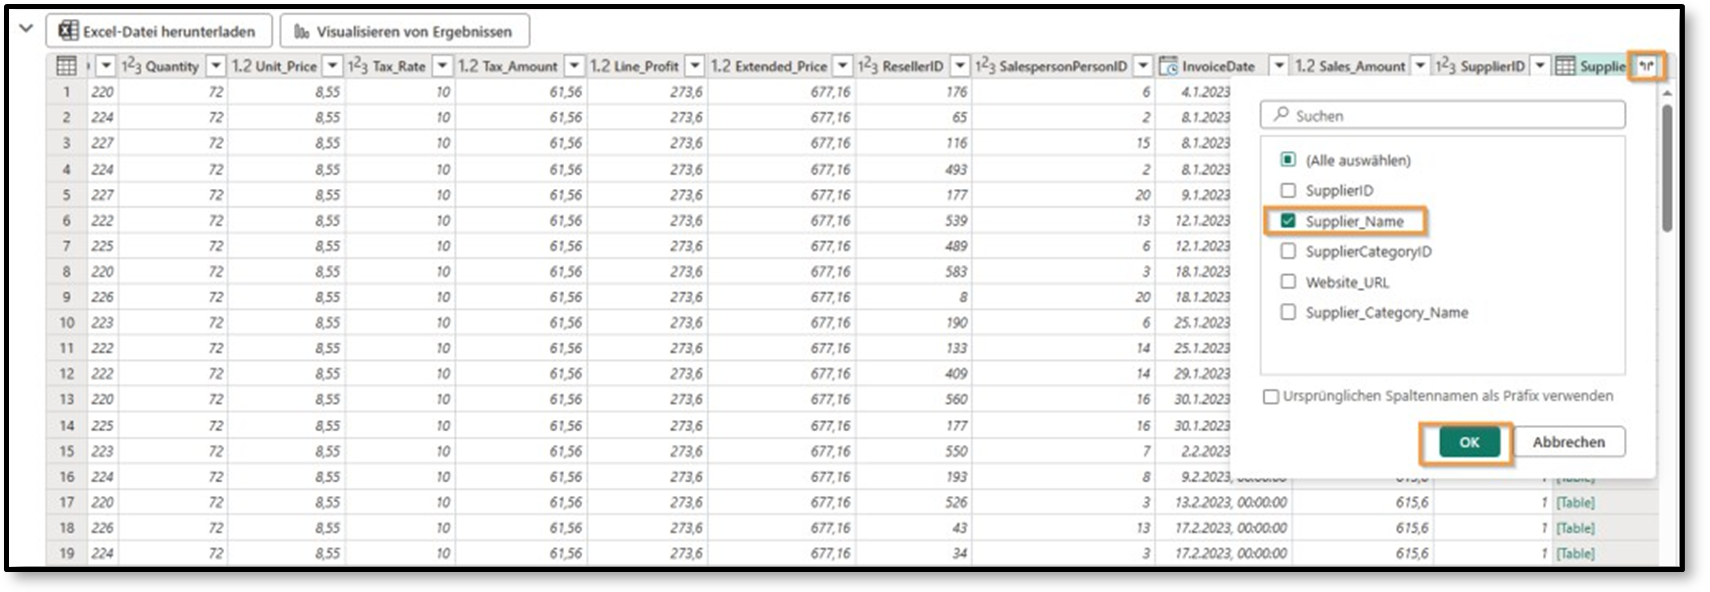 Excel-Datei herunterladen Visualisieren von Ergebnissen
1²3 Quantity 1.2 Unit_Price 1²3 Tax_Rate 1.2 Tax_Amount 1.2 Line_Profit 1.2 Extended_Price 1²3 ResellerID 1²3 SalespersonPersonID InvoiceDate 1.2 Sales_Amount 1²3 SupplierID Supplie
1 220 72 8,55 10 61,56 273,6 677,16 176 6 4.1.2023
2 224 72 8,55 10 61,56 273,6 677,16 65 2 8.1.2023
3 227 72 8,55 10 61,56 273,6 677,16 116 15 8.1.2023
4 224 72 8,55 10 61,56 273,6 677,16 493 2 8.1.2023
5 227 72 8,55 10 61,56 273,6 677,16 177 20 9.1.2023
6 222 72 8,55 10 61,56 273,6 677,16 539 13 12.1.2023
7 225 72 8,55 10 61,56 273,6 677,16 489 6 12.1.2023
8 220 72 8,55 10 61,56 273,6 677,16 583 3 18.1.2023
9 226 72 8,55 10 61,56 273,6 677,16 8 20 18.1.2023
10 223 72 8,55 10 61,56 273,6 677,16 190 6 25.1.2023
11 222 72 8,55 10 61,56 273,6 677,16 133 14 25.1.2023
12 222 72 8,55 10 61,56 273,6 677,16 409 14 29.1.2023
13 220 72 8,55 10 61,56 273,6 677,16 560 16 30.1.2023
14 225 72 8,55 10 61,56 273,6 677,16 177 16 30.1.2023
15 223 72 8,55 10 61,56 273,6 677,16 550 7 2.2.2023
16 224 72 8,55 10 61,56 273,6 677,16 193 8 9.2.2023, 00:00:00 615,6 1 [Table]
17 220 72 8,55 10 61,56 273,6 677,16 526 3 13.2.2023, 00:00:00 615,6 1 [Table]
18 226 72 8,55 10 61,56 273,6 677,16 43 13 17.2.2023, 00:00:00 615,6 1 [Table]
19 224 72 8,55 10 61,56 273,6 677,16 34 3 17.2.2023, 00:00:00 615,6 1 [Table]
Suchen
(Alle auswählen)
SupplierID
Supplier_Name
SupplierCategoryID
Website_URL
Supplier_Category_Name
Ursprünglichen Spaltennamen als Präfix verwenden
OK Abbrechen